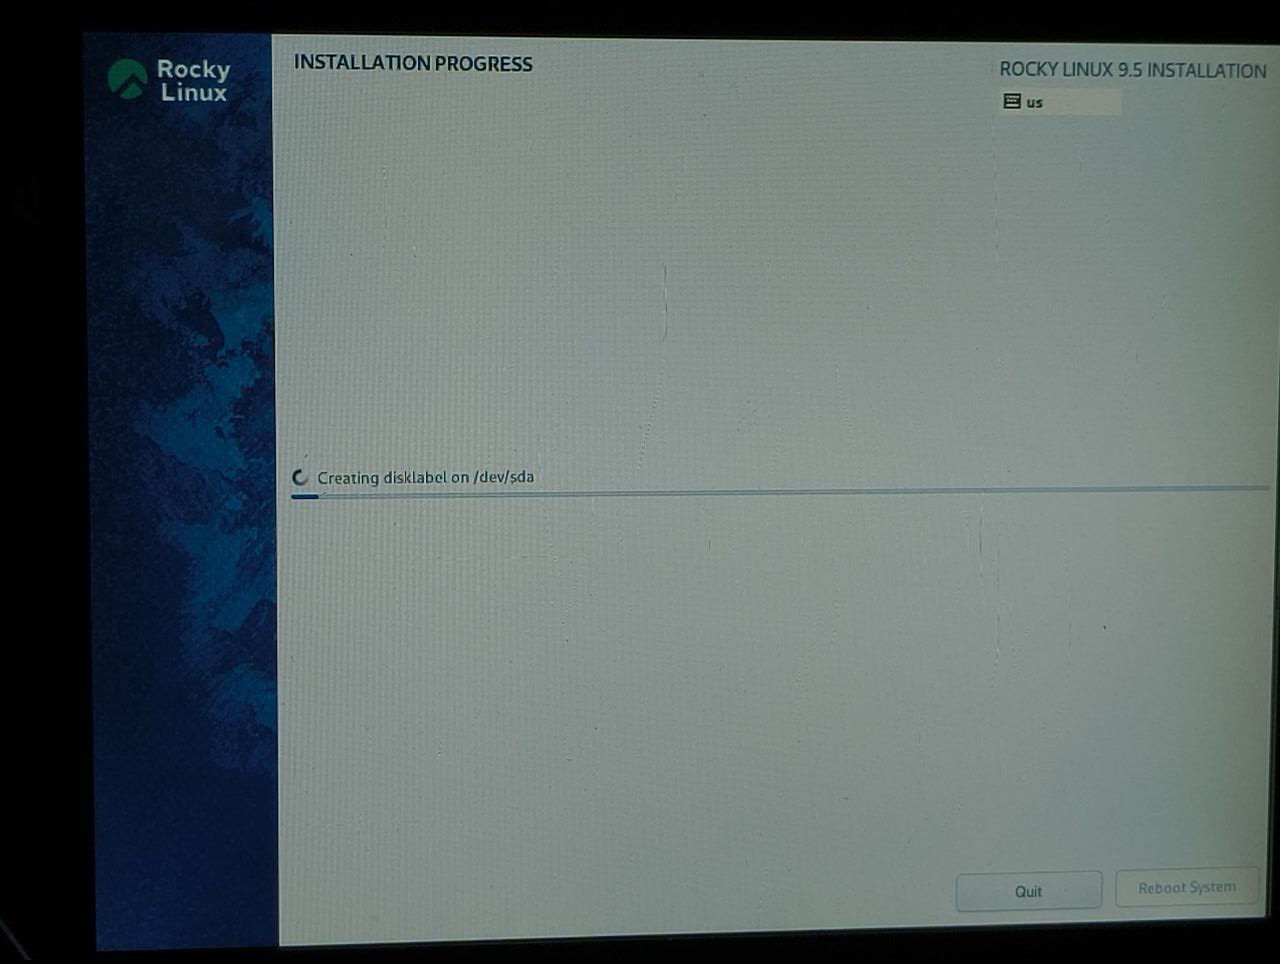 Rocky
Linux
INSTALLATION PROGRESS
ROCKY LINUX 9.5 INSTALLATION
us
Creating disklabel on /dev/sda
Quit
Reboot System